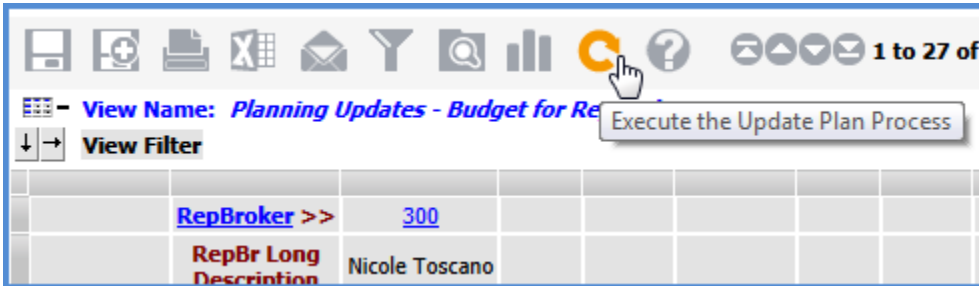 1 to 27 of
View Name: Planning Updates - Budget for
Execute the Update Plan Process
View Filter
RepBroker >> 300
RepBr Long
Description
Nicole Toscano